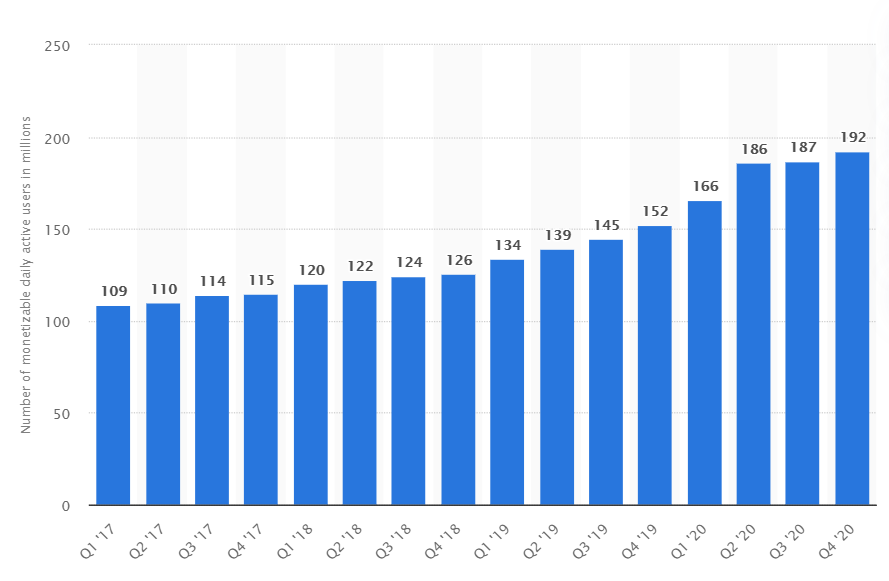 250
200
150
100
50
0
Number of monetizable daily active users in millions
109
110
114
115
120
122
124
126
134
139
145
152
166
186
187
192
Q1 '17
Q2 '17
Q3 '17
Q4 '17
Q1 '18
Q2 '18
Q3 '18
Q4 '18
Q1 '19
Q2 '19
Q3 '19
Q4 '19
Q1 '20
Q2 '20
Q3 '20
Q4 '20